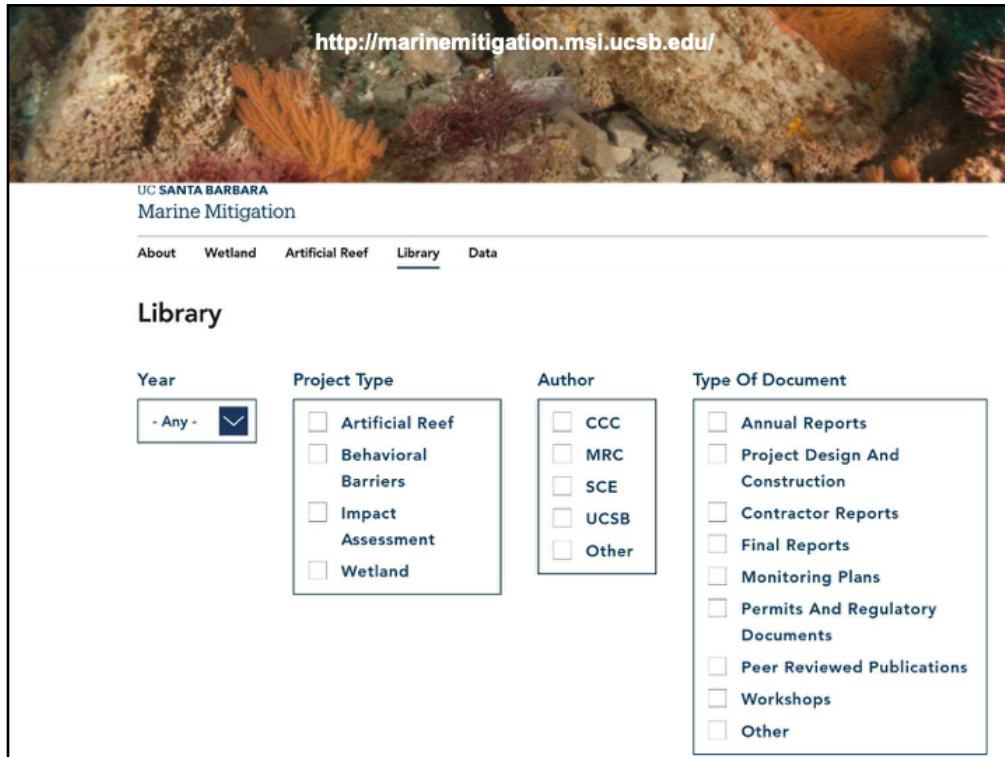 http://marinemitigation.msi.ucsb.edu/
UC SANTA BARBARA
Marine Mitigation
About Wetland Artificial Reef Library Data
Library
Year
- Any -
Project Type
Artificial Reef
Behavioral
Barriers
Impact
Assessment
Wetland
Author
CCC
MRC
SCE
UCSB
Other
Type Of Document
Annual Reports
Project Design And
Construction
Contractor Reports
Final Reports
Monitoring Plans
Permits And Regulatory
Documents
Peer Reviewed Publications
Workshops
Other